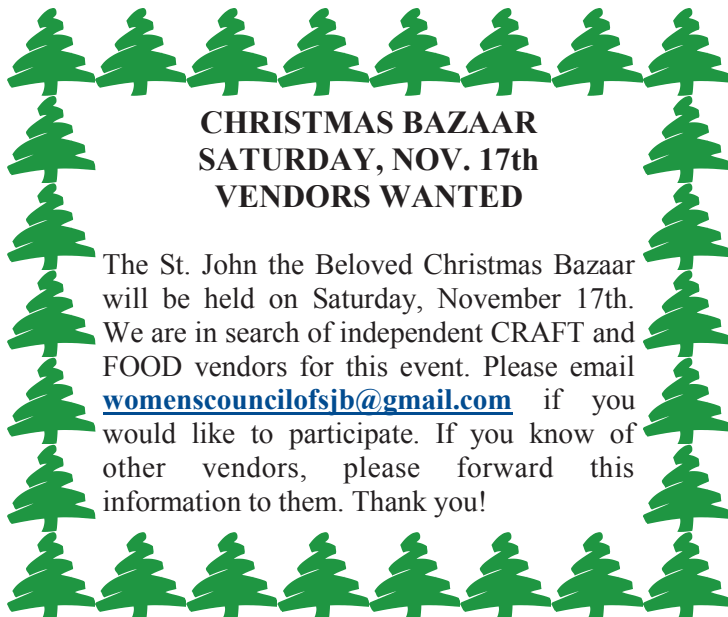 CHRISTMAS BAZAAR
SATURDAY, NOV. 17th
VENDORS WANTED
The St. John the Beloved Christmas Bazaar
will be held on Saturday, November 17th.
We are in search of independent CRAFT and
FOOD vendors for this event. Please email
womenscouncilofsjb@gmail.com if you
would like to participate. If you know of
other vendors, please forward this
information to them. Thank you!